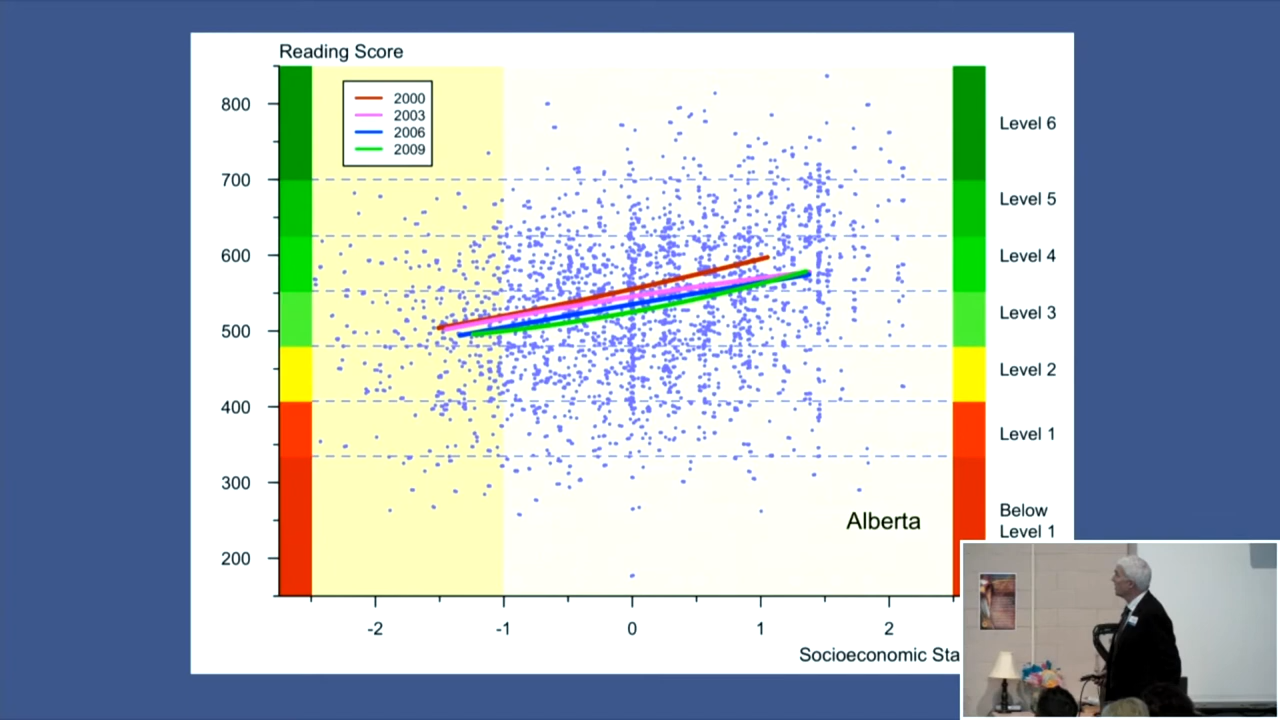 Reading Score
2000
2003
2006
2009
800
700
600
500
400
300
200
Level 6
Level 5
Level 4
Level 3
Level 2
Level 1
Below
Level 1
Alberta
-2
-1
0
1
2
Socioeconomic Sta